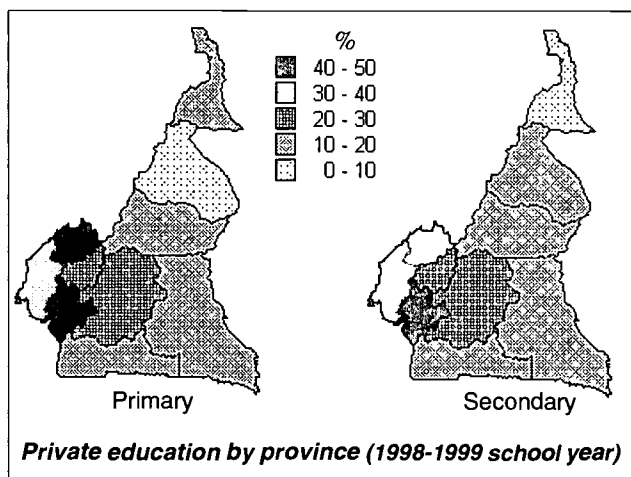 %
40 - 50
30 - 40
20 - 30
10 - 20
0 - 10
Primary
Secondary
Private education by province (1998-1999 school year)